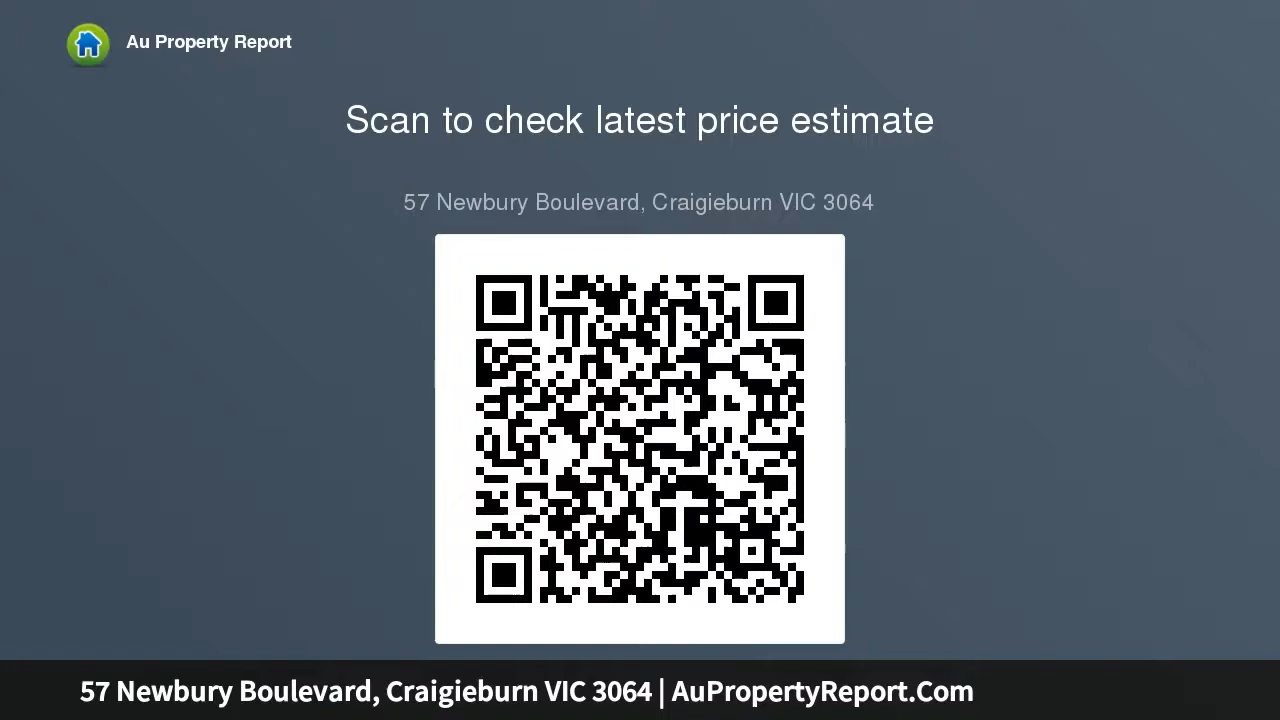 Au Property Report
Scan to check latest price estimate
57 Newbury Boulevard, Craigieburn VIC 3064
57 Newbury Boulevard, Craigieburn VIC 3064 | AuPropertyReport.Com